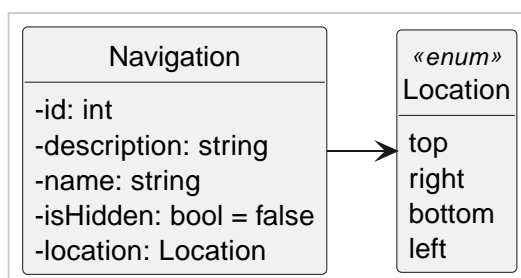 Navigation
-id: int
-description: string
-name: string
-isHidden: bool = false
-location: Location
«enum»
Location
top
right
bottom
left